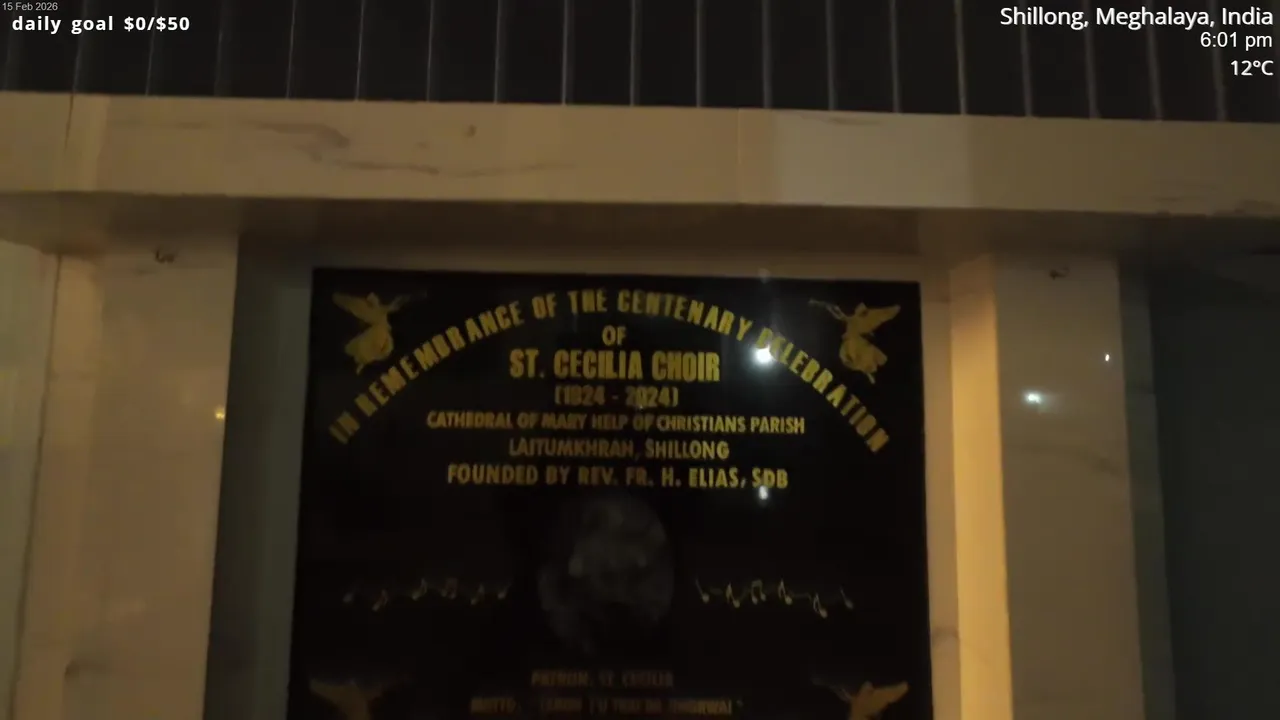 15 Feb 2026
daily goal $0/$50
Shillong, Meghalaya, India
6:01 pm
12°C
IN REMEMBRANCE OF THE CENTENARY CELEBRATION
OF
ST. CECILIA CHOIR
(1924 - 2024)
CATHEDRAL OF MARY HELP OF CHRISTIANS PARISH
LAITUMKHRAH, SHILLONG
FOUNDED BY REV. FR. H. ELIAS, SDB
PATRON: ST. CECILIA
MOTTO: